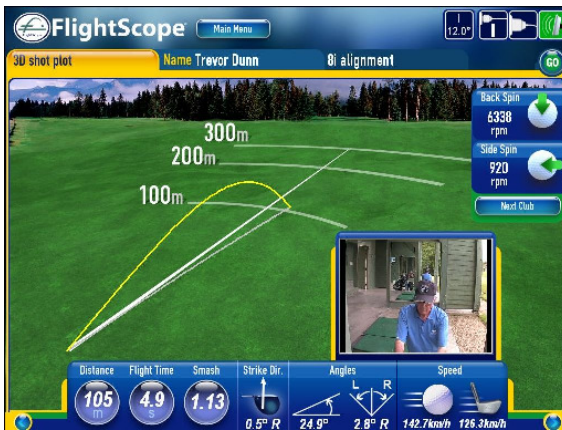 FlightScope
Main Menu
12.0°
3D shot plot
Name Trevor Dunn
8i alignment
GO
300m
200m
100m
Back Spin
6338
rpm
Side Spin
920
rpm
Next Club
Distance
Flight Time
Smash
Strike Dir.
Angles
Speed
105
m
4.9
s
1.13
L R
0.5° R
24.9°
2.8° R
142.7km/h
126.3km/h